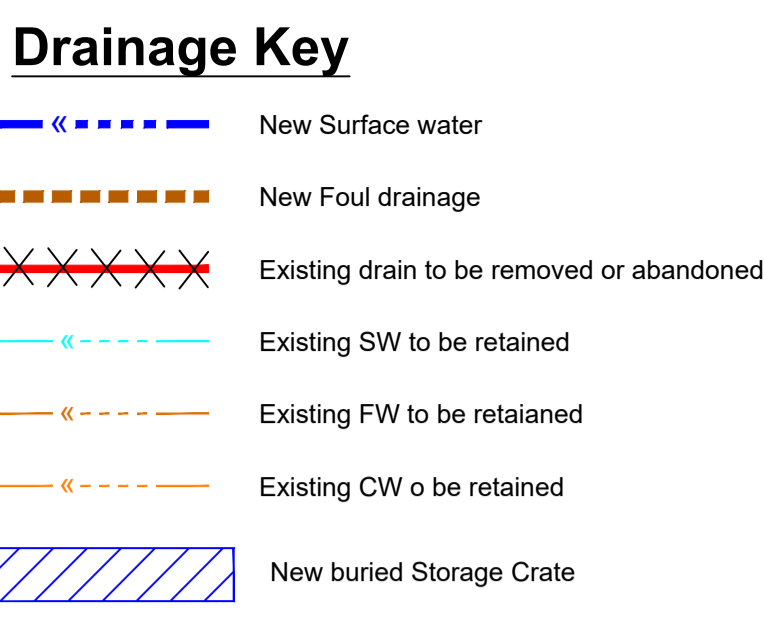 Drainage Key
New Surface water
New Foul drainage
Existing drain to be removed or abandoned
Existing SW to be retained
Existing FW to be retaianed
Existing CW o be retained
New buried Storage Crate